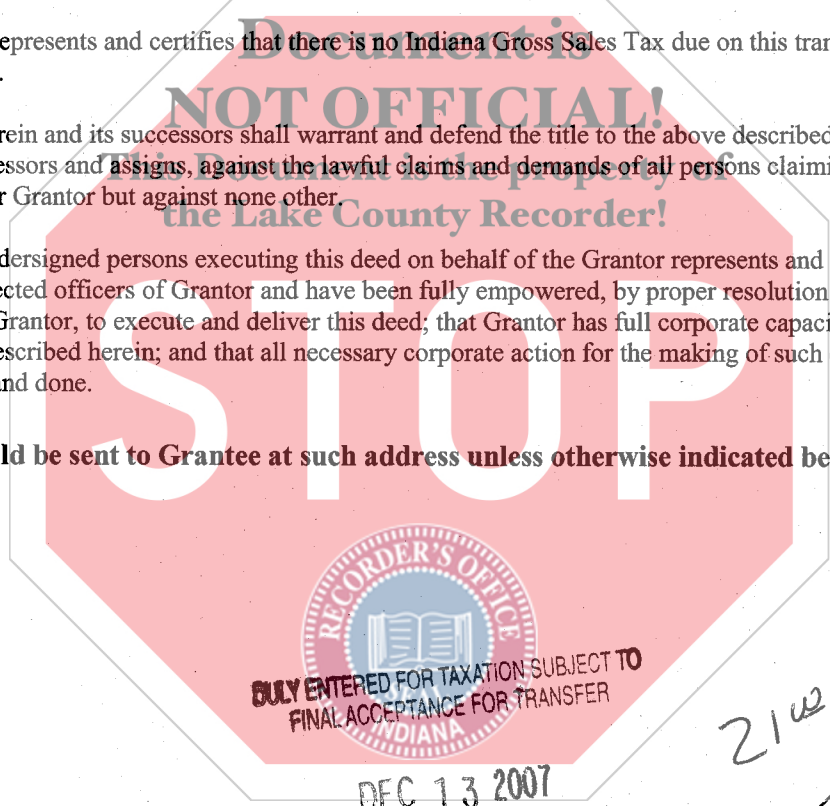 Document is
epresents and certifies that there is no Indiana Gross Sales Tax due on this tran
.
NOT OFFICIAL!
rein and its successors shall warrant and defend the title to the above described
This Document is the property of
essors and assigns, against the lawful claims and demands of all persons claimi
r Grantor but against none other.
the Lake County Recorder!
dersigned persons executing this deed on behalf of the Grantor represents and
ected officers of Grantor and have been fully empowered, by proper resolution
Grantor, to execute and deliver this deed; that Grantor has full corporate capaci
escribed herein; and that all necessary corporate action for the making of such
nd done.
STOP
ld be sent to Grantee at such address unless otherwise indicated be
RECORDER'S OFFICE
SEAL
INDIANA
DULY ENTERED FOR TAXATION SUBJECT TO
FINAL ACCEPTANCE FOR TRANSFER
DEC 13 2007
21